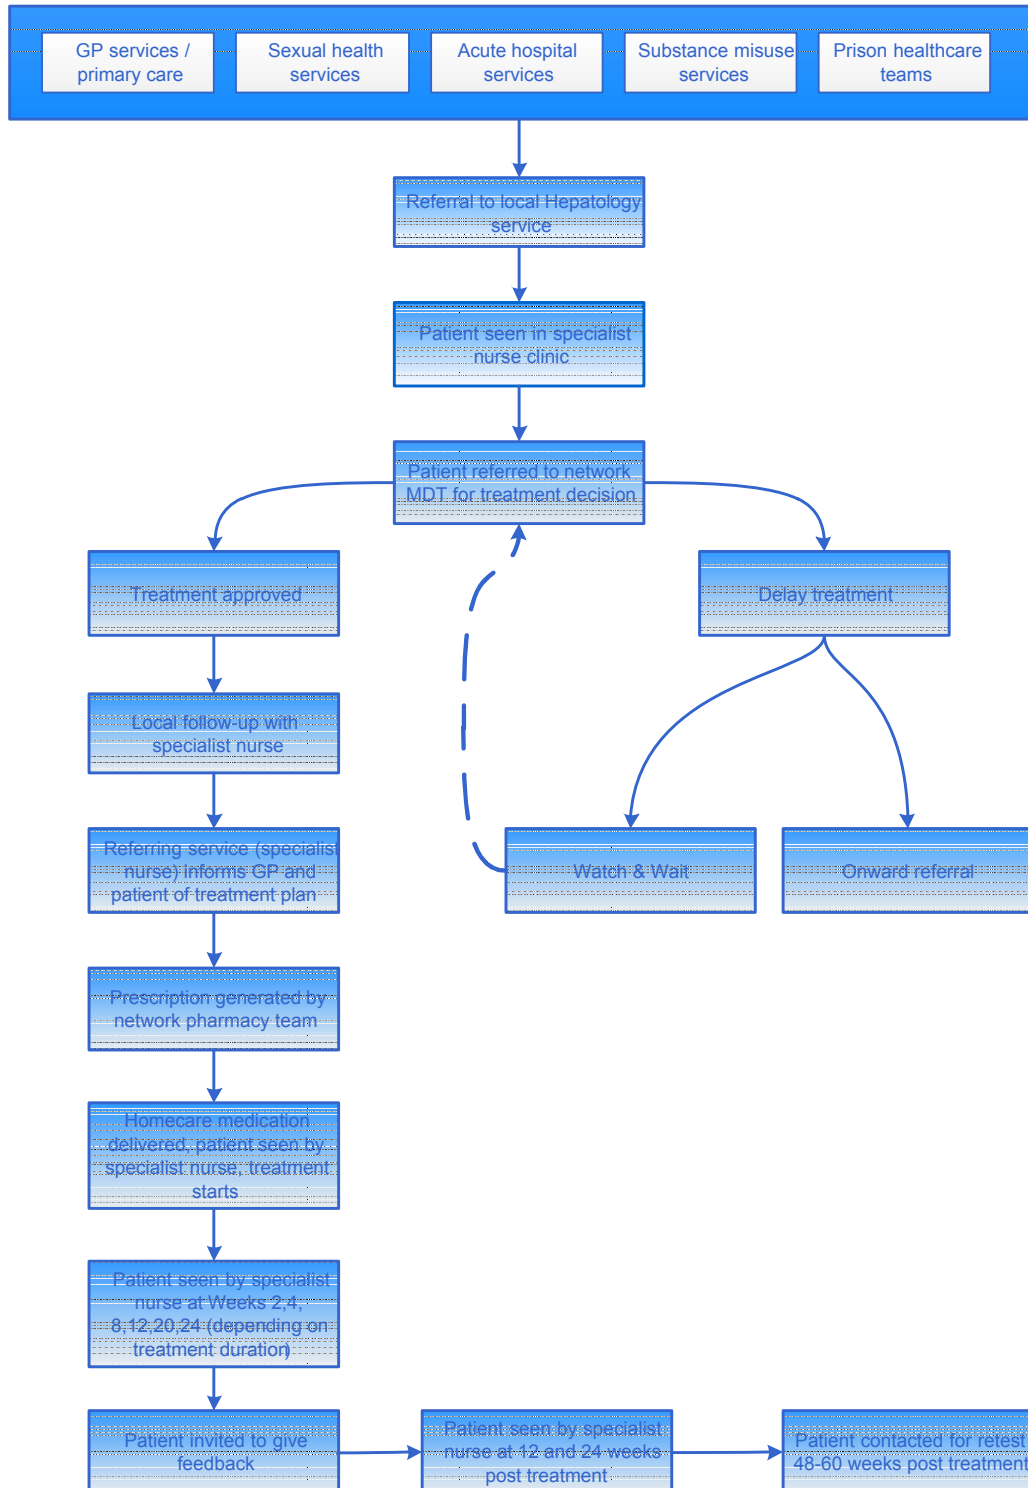 GP services /
primary care
Sexual health
services
Acute hospital
services
Substance misuse
services
Prison healthcare
teams
Referral to local Hepatology
service
Patient seen in specialist
nurse clinic
Patient referred to network
MDT for treatment decision
Treatment approved
Delay treatment
Local follow-up with
specialist nurse
Referring service (specialist
nurse) informs GP and
patient of treatment plan
Watch & Wait
Onward referral
Prescription generated by
network pharmacy team
Homecare medication
delivered, patient seen by
specialist nurse, treatment
starts
Patient seen by specialist
nurse at Weeks 2,4,
8,12,20,24 (depending on
treatment duration)
Patient invited to give
feedback
Patient seen by specialist
nurse at 12 and 24 weeks
post treatment
Patient contacted for retest
48-60 weeks post treatment